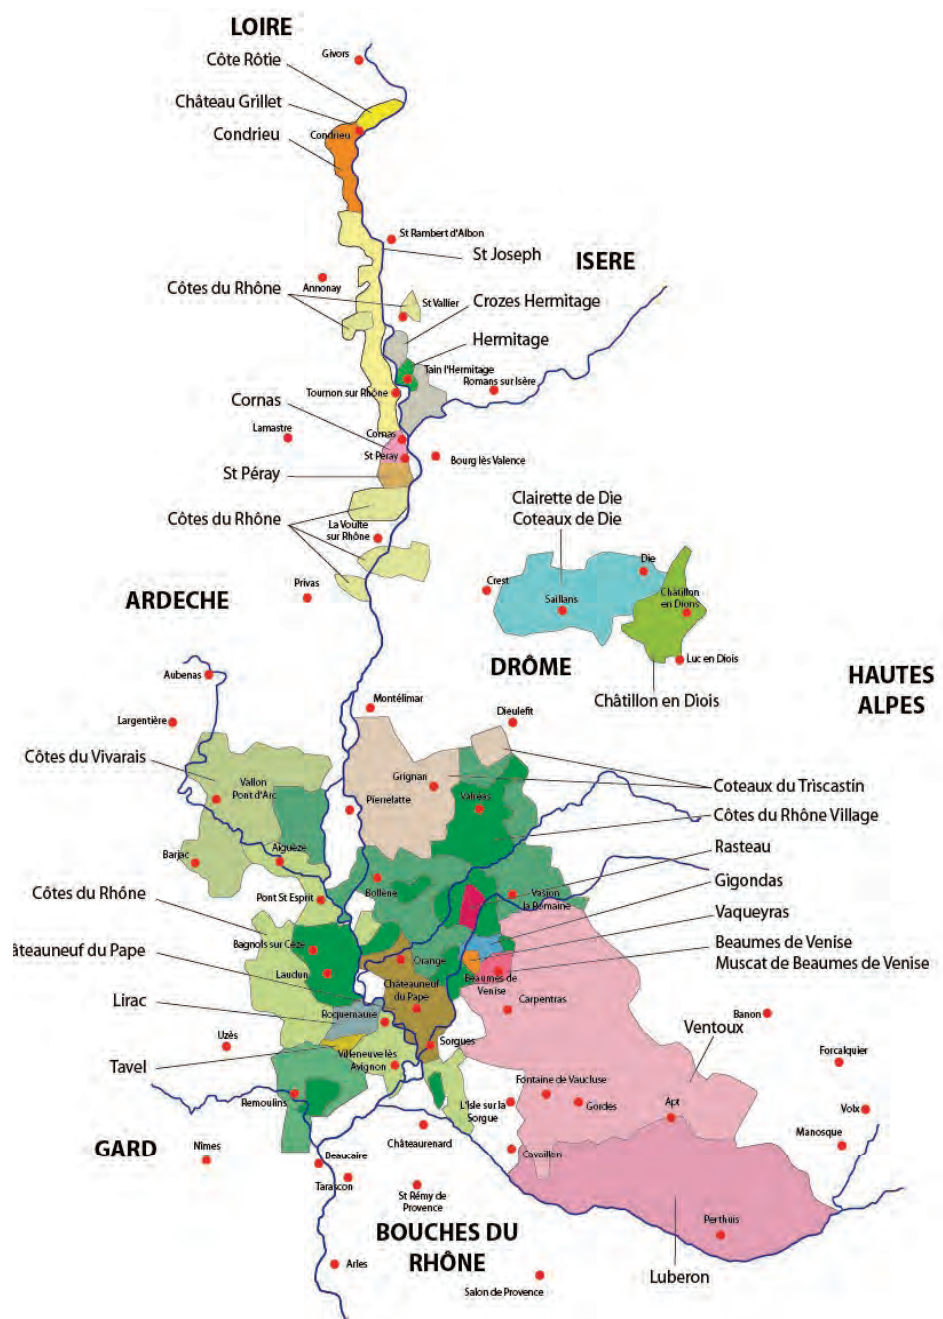 LOIRE
Givors
Côte Rôtie
Château Grillet
Condrieu
Condrieu
St Rambert d'Albon
St Joseph
ISERE
Annonay
Côtes du Rhône
St Vallier
Crozes Hermitage
Hermitage
Tain l'Hermitage
Romans sur Isère
Tournon sur Rhône
Cornas
Lamastre
Cornas
St Péray
Bourg lès Valence
St Péray
Clairette de Die
Coteaux de Die
Côtes du Rhône
La Voulte
sur Rhône
Die
Crest
Privas
Châtillon
en Dions
Saillans
ARDECHE
Luc en Diois
DRÔME
HAUTES
ALPES
Aubenas
Châtillon en Diois
Montélimar
Largentière
Dieulefit
Côtes du Vivarais
Grignan
Vallon
Pont d'Arc
Coteaux du Triscastin
Valréas
Pierrelatte
Côtes du Rhône Village
Rasteau
Aiguèze
Barjac
Gigondas
Côtes du Rhône
Bollène
Pont St Esprit
Vasion
la Romaine
Vaqueyras
Bagnols sur Cèze
âteauneuf du Pape
Beaumes de Venise
Muscat de Beaumes de Venise
Orange
Laudun
Châteauneuf
du Pape
Beaumes de
Venise
Lirac
Roquemaure
Carpentras
Banon
Ventoux
Uzès
Sorgues
Forcalquier
Tavel
Villeneuve lès
Avignon
Fontaine de Vaucluse
Remoulins
L'Isle sur la
Sorgue
Gordes
Apt
Volx
Châteaurenard
Manosque
GARD
Nîmes
Cavaillon
Beaucaire
Tarascon
St Rémy de
Provence
Perthuis
BOUCHES DU
RHÔNE
Arles
Luberon
Salon de Provence